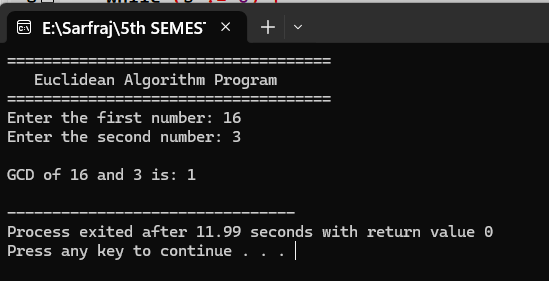 E:\Sarfraj\5th SEMEST
====================================
Euclidean Algorithm Program
====================================
Enter the first number: 16
Enter the second number: 3
GCD of 16 and 3 is: 1
--------------------------------
Process exited after 11.99 seconds with return value 0
Press any key to continue . . .